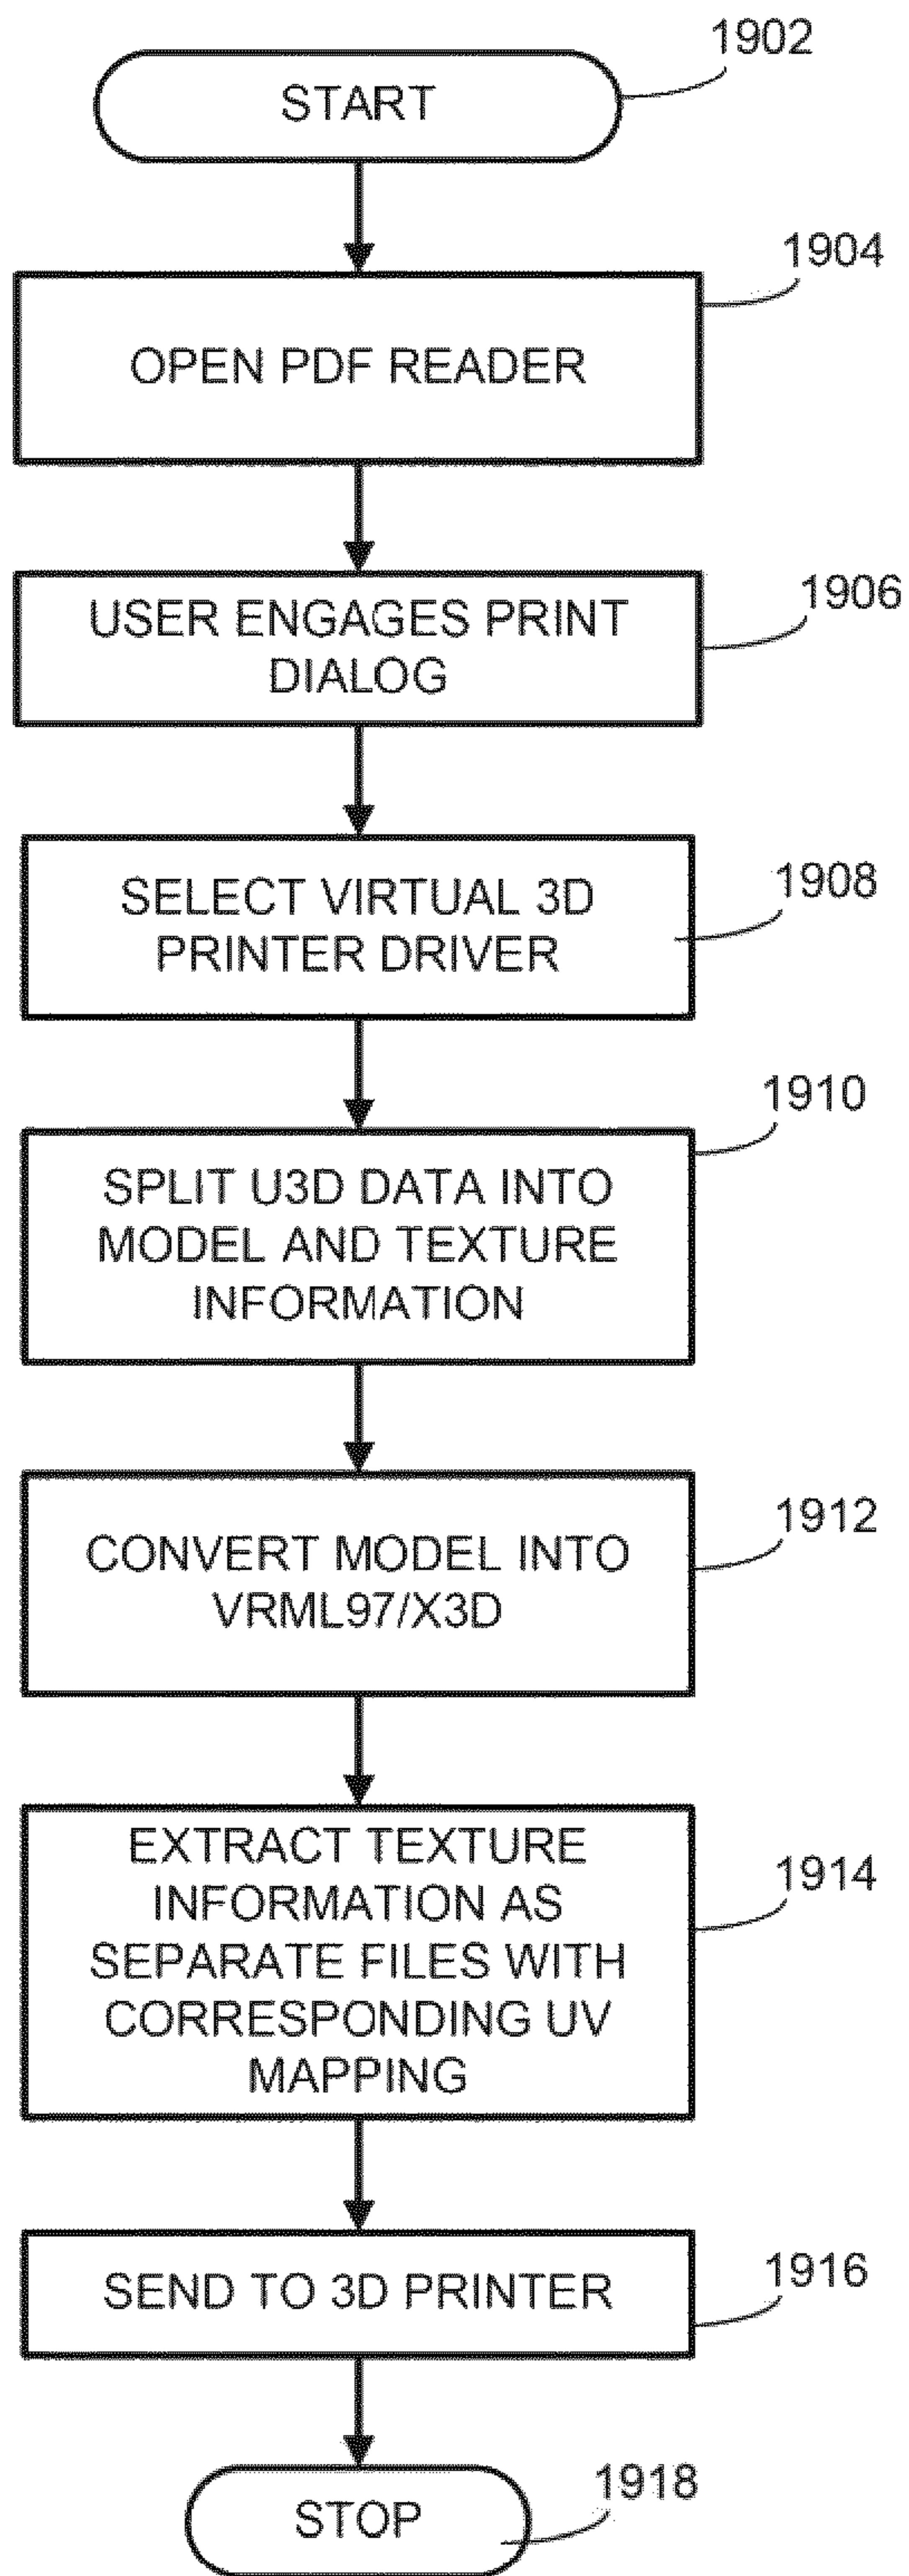 1902
START
1904
OPEN PDF READER
1906
USER ENGAGES PRINT
DIALOG
1908
SELECT VIRTUAL 3D
PRINTER DRIVER
1910
SPLIT U3D DATA INTO
MODEL AND TEXTURE
INFORMATION
1912
CONVERT MODEL INTO
VRML97/X3D
1914
EXTRACT TEXTURE
INFORMATION AS
SEPARATE FILES WITH
CORRESPONDING UV
MAPPING
1916
SEND TO 3D PRINTER
1918
STOP